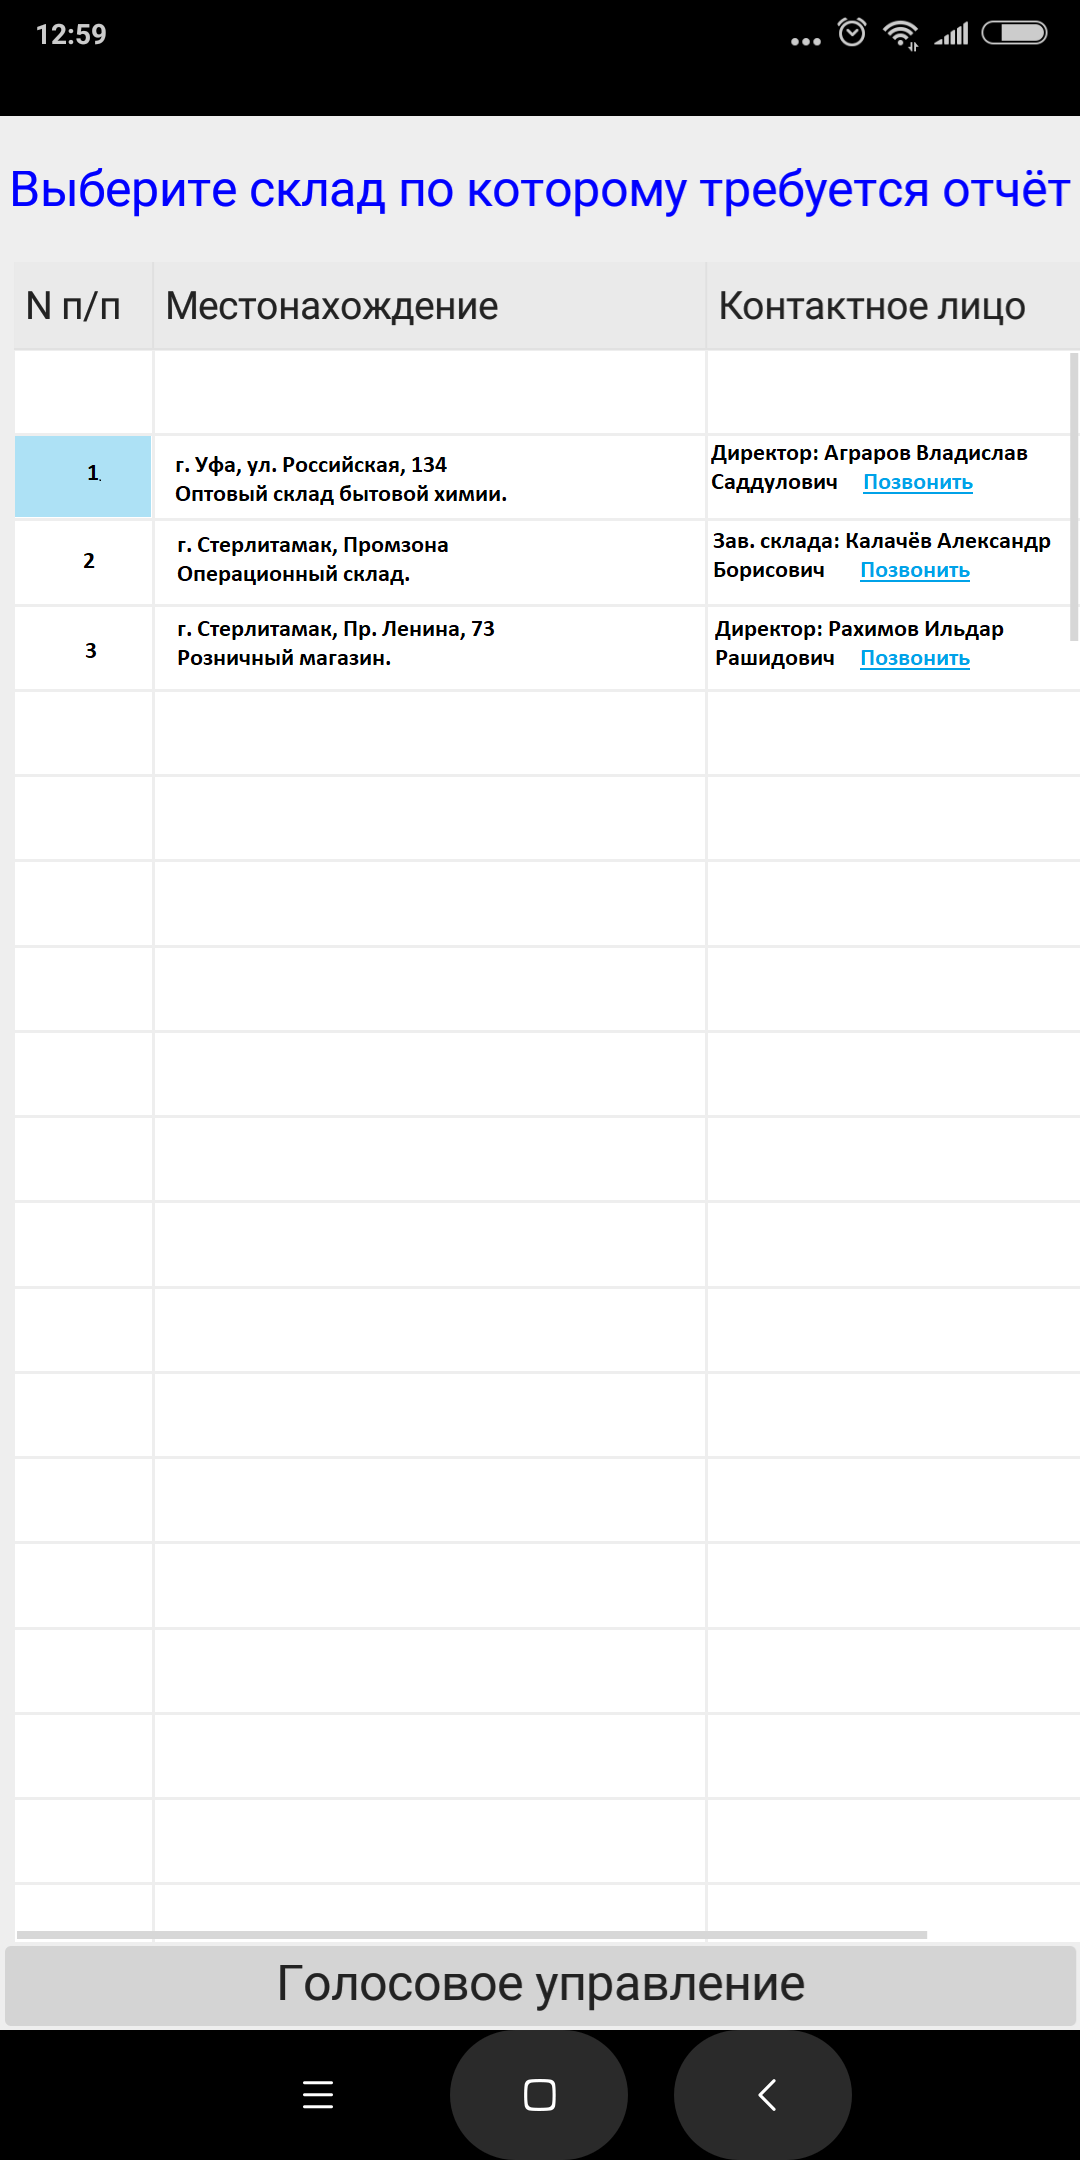 12:59
Выберите склад по которому требуется отчёт
N п/п Местонахождение Контактное лицо
1.
г. Уфа, ул. Российская, 134
Оптовый склад бытовой химии.
Директор: Аграров Владислав
Саддулович Позвонить
2
г. Стерлитамак, Промзона
Операционный склад.
Зав. склада: Калачёв Александр
Борисович Позвонить
3
г. Стерлитамак, Пр. Ленина, 73
Розничный магазин.
Директор: Рахимов Ильдар
Рашидович Позвонить
Голосовое управление